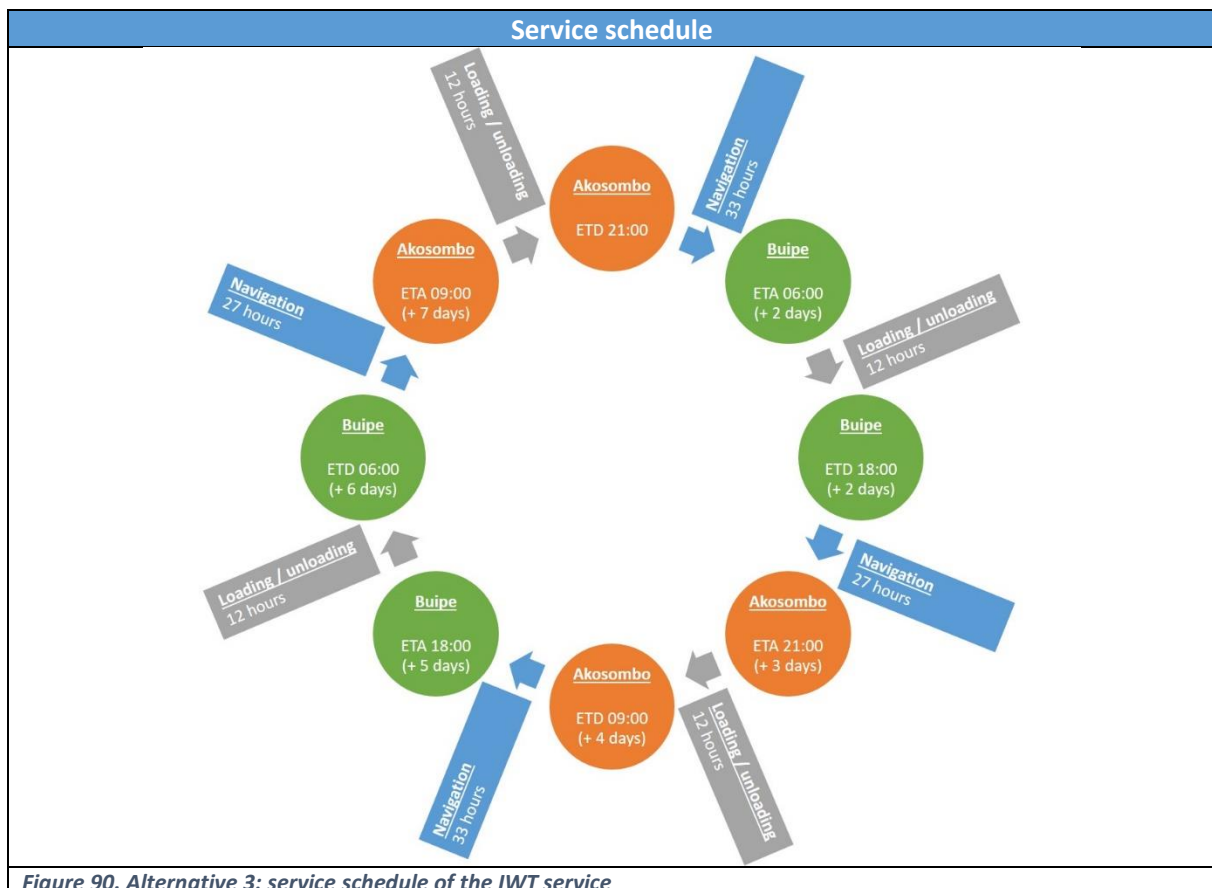 Service schedule
Akosombo
ETD 21:00
Navigation
33 hours
Buipe
ETA 06:00
(+ 2 days)
Loading / unloading
12 hours
Buipe
ETD 18:00
(+ 2 days)
Navigation
27 hours
Akosombo
ETA 21:00
(+ 3 days)
Loading / unloading
12 hours
Akosombo
ETD 09:00
(+ 4 days)
Navigation
33 hours
Buipe
ETA 18:00
(+ 5 days)
Loading / unloading
12 hours
Buipe
ETD 06:00
(+ 6 days)
Navigation
27 hours
Akosombo
ETA 09:00
(+ 7 days)
Loading / unloading
12 hours
Figure 90. Alternative 3: service schedule of the IWT service